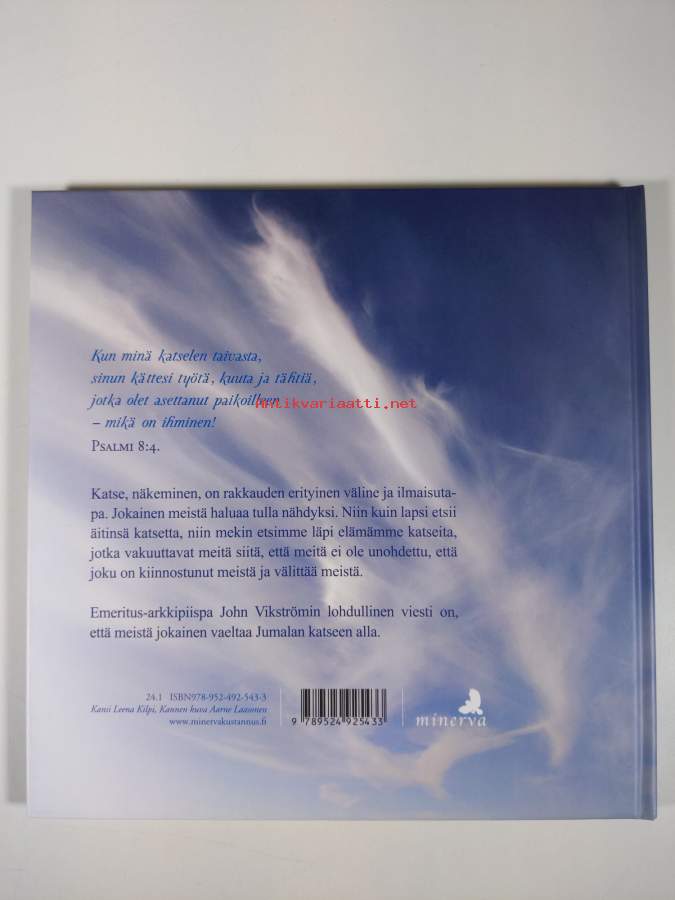 Kun minä katselen taivasta,
sinun kättesi työtä, kuuta ja tähtiä,
jotka olet asettanut paikoilleen
– mikä on ihminen!
Psalmi 8:4.
Antikvariaatti.net
Katse, näkeminen, on rakkauden erityinen väline ja ilmaisuta-
pa. Jokainen meistä haluaa tulla nähdyksi. Niin kuin lapsi etsii
äitinsä katsetta, niin mekin etsimme läpi elämämme katseita,
jotka vakuuttavat meitä siitä, että meitä ei ole unohdettu, että
joku on kiinnostunut meistä ja välittää meistä.
Emeritus-arkkipiispa John Vikströmin lohdullinen viesti on,
että meistä jokainen vaeltaa Jumalan katseen alla.
24.1 ISBN978-952-492-543-3
Kansi Leena Kilpi, Kannen kuva Aarne Laasonen
www.minervakustannus.fi
9 789524 925433
minerva